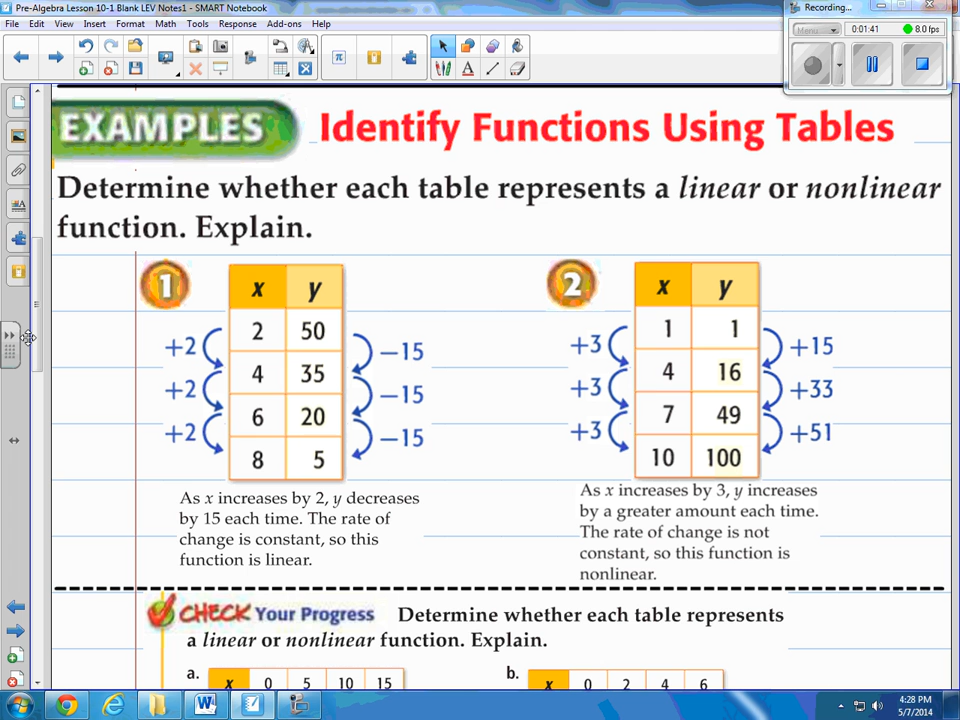 Pre-Algebra Lesson 10-1 Blank LEV Notes1 - SMART Notebook
File Edit View Insert Format Math Tools Response Add-ons Help
Recording...
Menu 0:01:41 8.0 fps
EXAMPLES Identify Functions Using Tables
Determine whether each table represents a linear or nonlinear
function. Explain.
1
x y
2 50
4 35
6 20
8 5
+2 -15
+2 -15
+2 -15
As x increases by 2, y decreases
by 15 each time. The rate of
change is constant, so this
function is linear.
2
x y
1 1
4 16
7 49
10 100
+3 +15
+3 +33
+3 +51
As x increases by 3, y increases
by a greater amount each time.
The rate of change is not
constant, so this function is
nonlinear.
CHECK Your Progress Determine whether each table represents
a linear or nonlinear function. Explain.
a. x 0 5 10 15
b. x 0 2 4 6
4:28 PM
5/7/2014